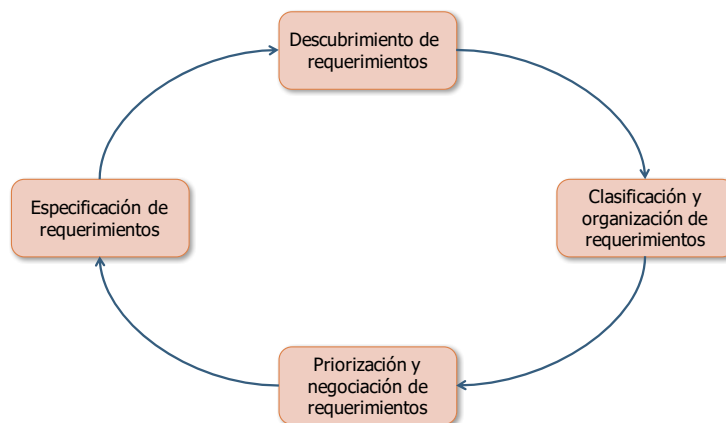 Descubrimiento de
requerimientos
Clasificación y
organización de
requerimientos
Priorización y
negociación de
requerimientos
Especificación de
requerimientos